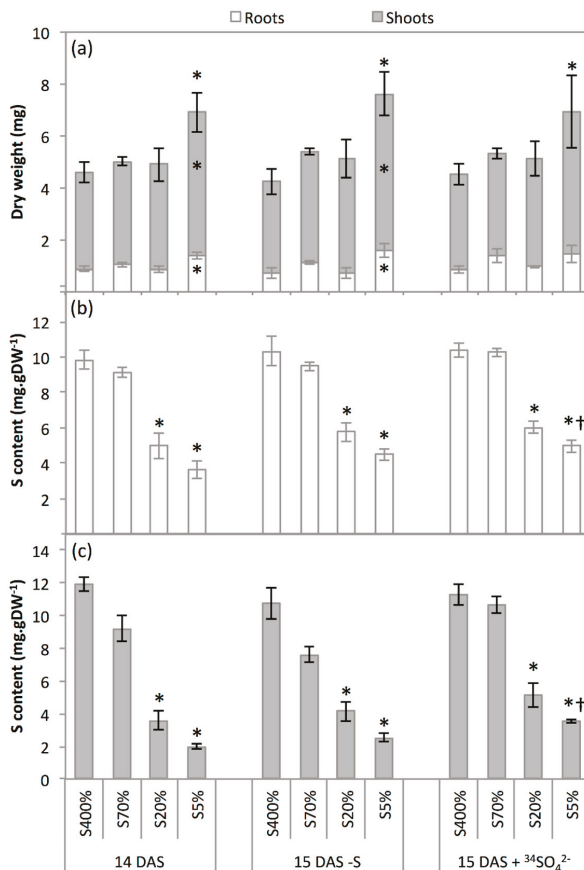 Roots Shoots
(a)
Dry weight (mg)
10
8
6
4
2
* * *
* *
* *
(b)
S content (mg.gDW-1)
12
10
8
6
4
2
* * * * * *†
(c)
S content (mg.gDW-1)
14
12
10
8
6
4
2
0
* * * * * *†
S400% S70% S20% S5% S400% S70% S20% S5% S400% S70% S20% S5%
14 DAS 15 DAS -S 15 DAS + ³⁴SO₄²⁻